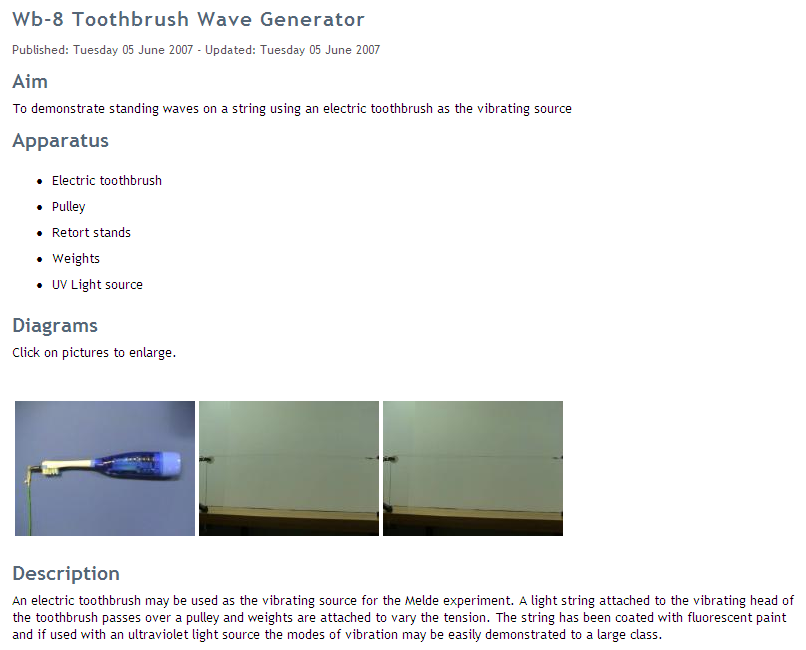 Wb-8 Toothbrush Wave Generator
Published: Tuesday 05 June 2007 - Updated: Tuesday 05 June 2007
Aim
To demonstrate standing waves on a string using an electric toothbrush as the vibrating source
Apparatus
• Electric toothbrush
• Pulley
• Retort stands
• Weights
• UV Light source
Diagrams
Click on pictures to enlarge.
Description
An electric toothbrush may be used as the vibrating source for the Melde experiment. A light string attached to the vibrating head of
the toothbrush passes over a pulley and weights are attached to vary the tension. The string has been coated with fluorescent paint
and if used with an ultraviolet light source the modes of vibration may be easily demonstrated to a large class.